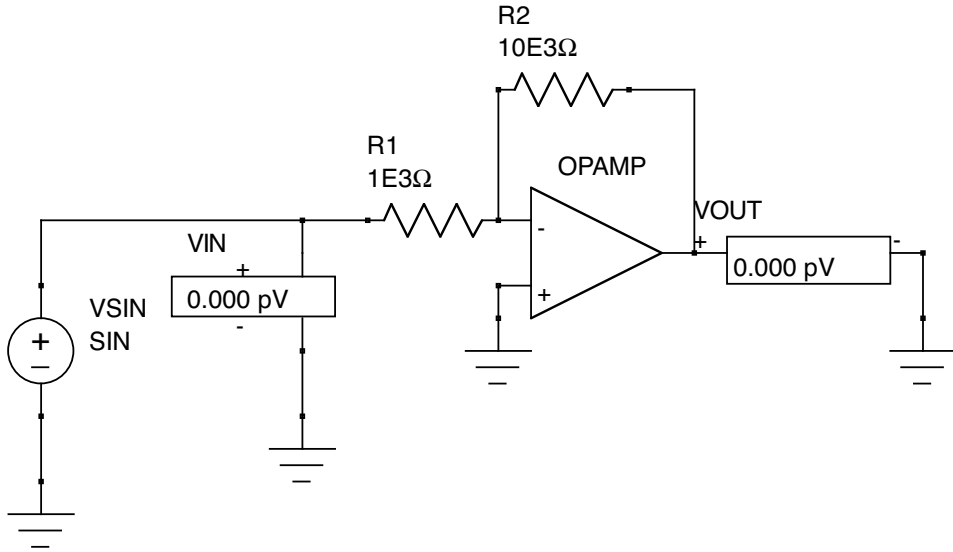 R2
10E3Ω
R1
1E3Ω
OPAMP
VOUT
VIN
-
+
-
+
0.000 pV
0.000 pV
+
VSIN
SIN
-
+
−